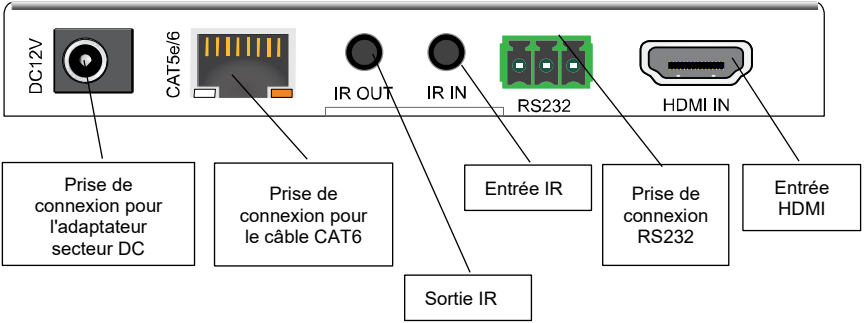 DC12V
CAT5e/6
IR OUT
IR IN
RS232
HDMI IN
Prise de
connexion pour
l'adaptateur
secteur DC
Prise de
connexion pour
le câble CAT6
Entrée IR
Prise de
connexion
RS232
Entrée
HDMI
Sortie IR